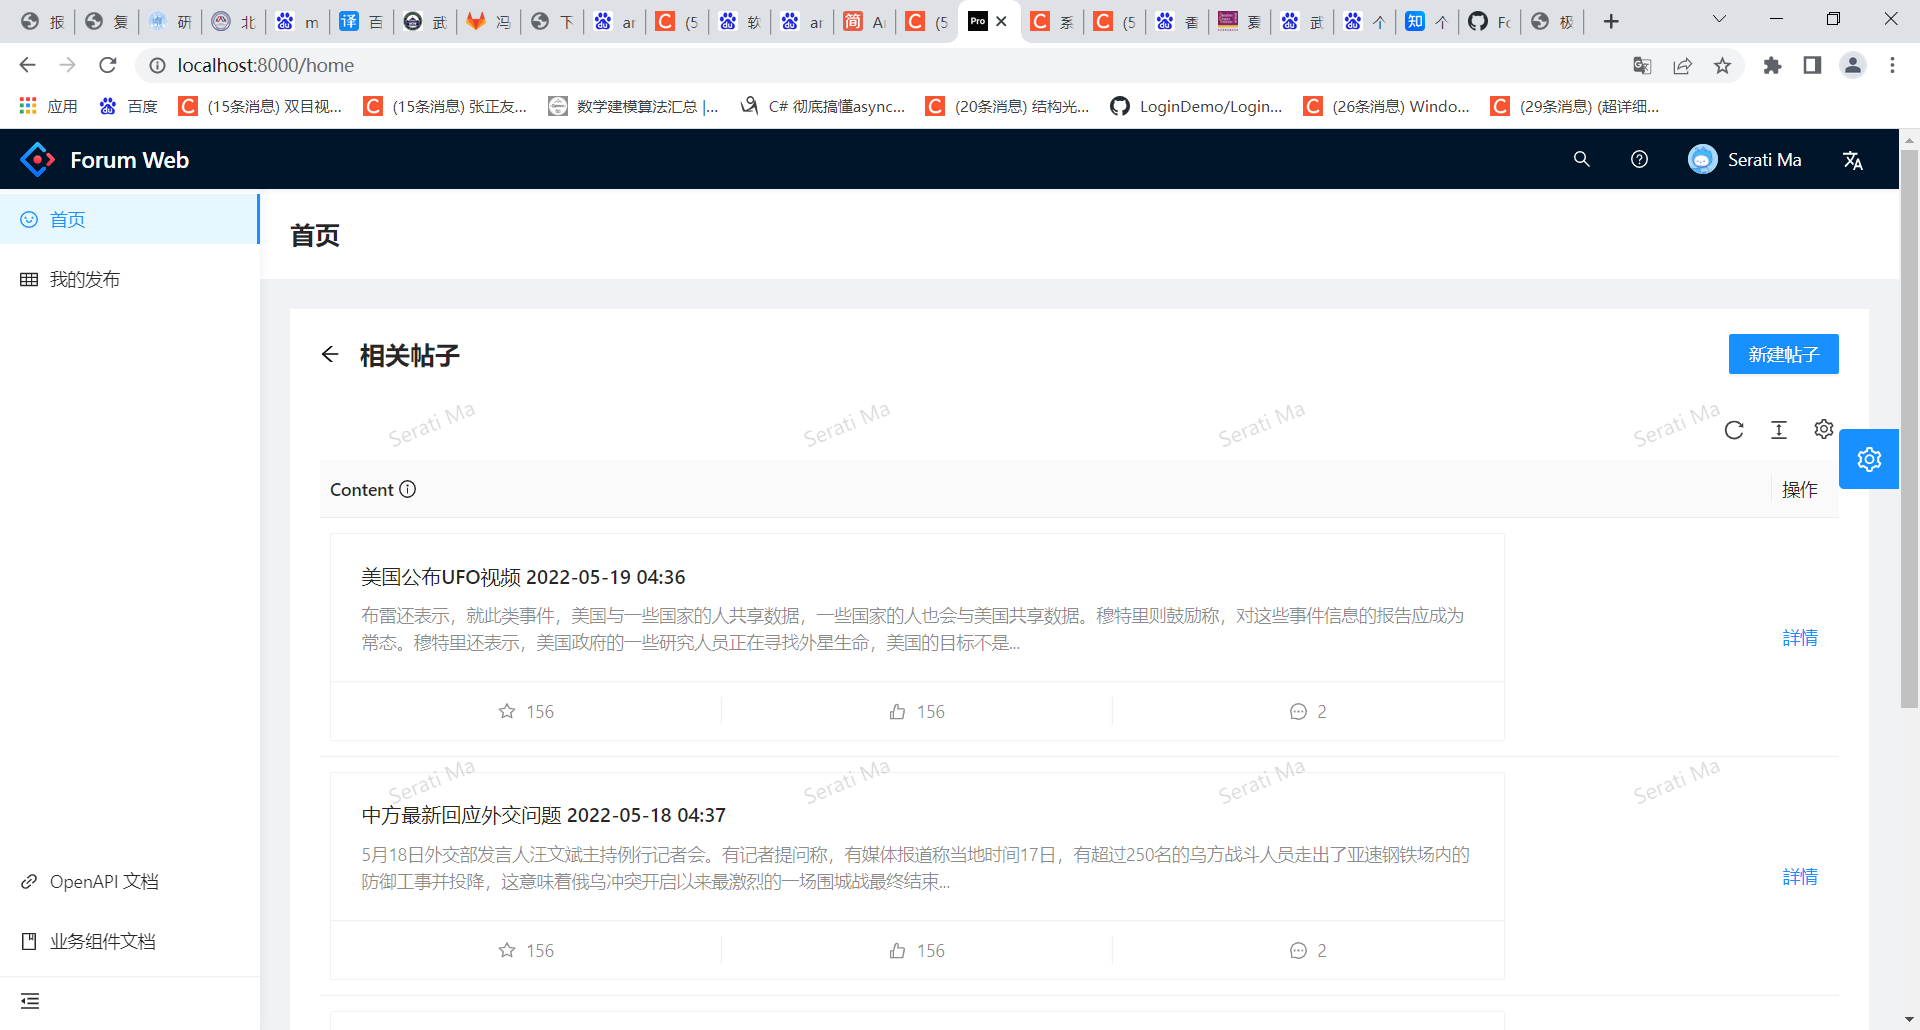 报
复
研
北
m
百
武
冯
下
ar
(5
软
ar
Ai
(5
系
(5
香
夏
武
个
个
Fo
极
localhost:8000/home
应用
百度
(15条消息) 双目视...
(15条消息) 张正友...
数学建模算法汇总 |...
C# 彻底搞懂async...
(20条消息) 结构光...
LoginDemo/Login...
(26条消息) Windo...
(29条消息) (超详细...
Forum Web
Serati Ma
首页
我的发布
OpenAPI 文档
业务组件文档
首页
相关帖子
新建帖子
Serati Ma Serati Ma Serati Ma Serati Ma
Content
操作
美国公布UFO视频 2022-05-19 04:36
布雷还表示，就此类事件，美国与一些国家的人共享数据，一些国家的人也会与美国共享数据。穆特里则鼓励称，对这些事件信息的报告应成为
常态。穆特里还表示，美国政府的一些研究人员正在寻找外星生命，美国的目标不是...
詳情
156 156 2
Serati Ma Serati Ma Serati Ma Serati Ma
中方最新回应外交问题 2022-05-18 04:37
5月18日外交部发言人汪文斌主持例行记者会。有记者提问称，有媒体报道称当地时间17日，有超过250名的乌方战斗人员走出了亚速钢铁场内的
防御工事并投降，这意味着俄乌冲突开启以来最激烈的一场围城战最终结束...
詳情
156 156 2